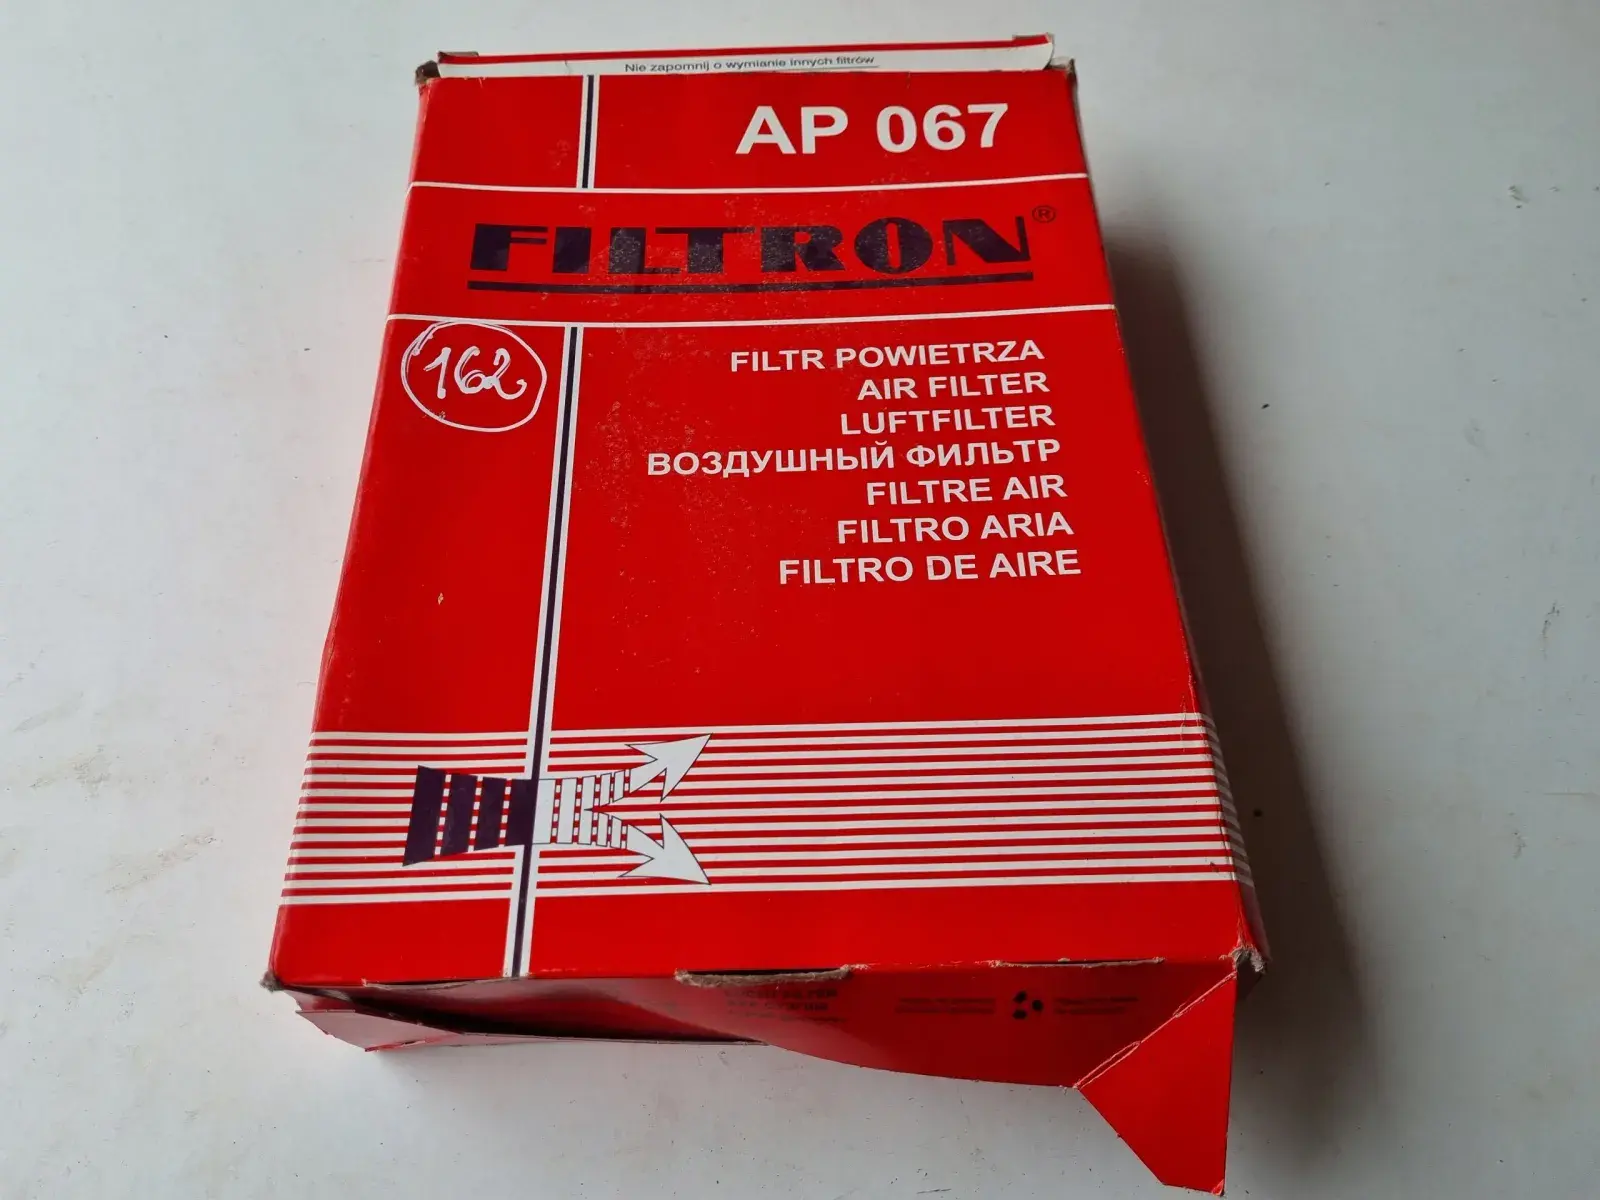 Nie zapomnij o wymianie innych filtrów
AP 067
FILTRON®
162
FILTR POWIETRZA
AIR FILTER
LUFTFILTER
ВОЗДУШНЫЙ ФИЛЬТР
FILTRE AIR
FILTRO ARIA
FILTRO DE AIRE